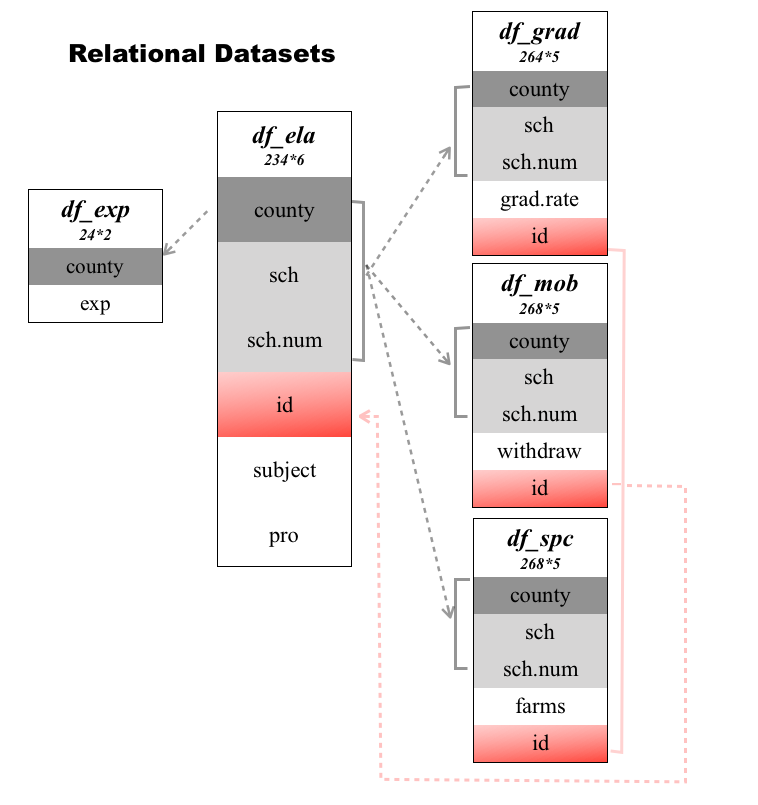 Relational Datasets
df_exp
24*2
county
exp
df_ela
234*6
county
sch
sch.num
id
subject
pro
df_grad
264*5
county
sch
sch.num
grad.rate
id
df_mob
268*5
county
sch
sch.num
withdraw
id
df_spc
268*5
county
sch
sch.num
farms
id